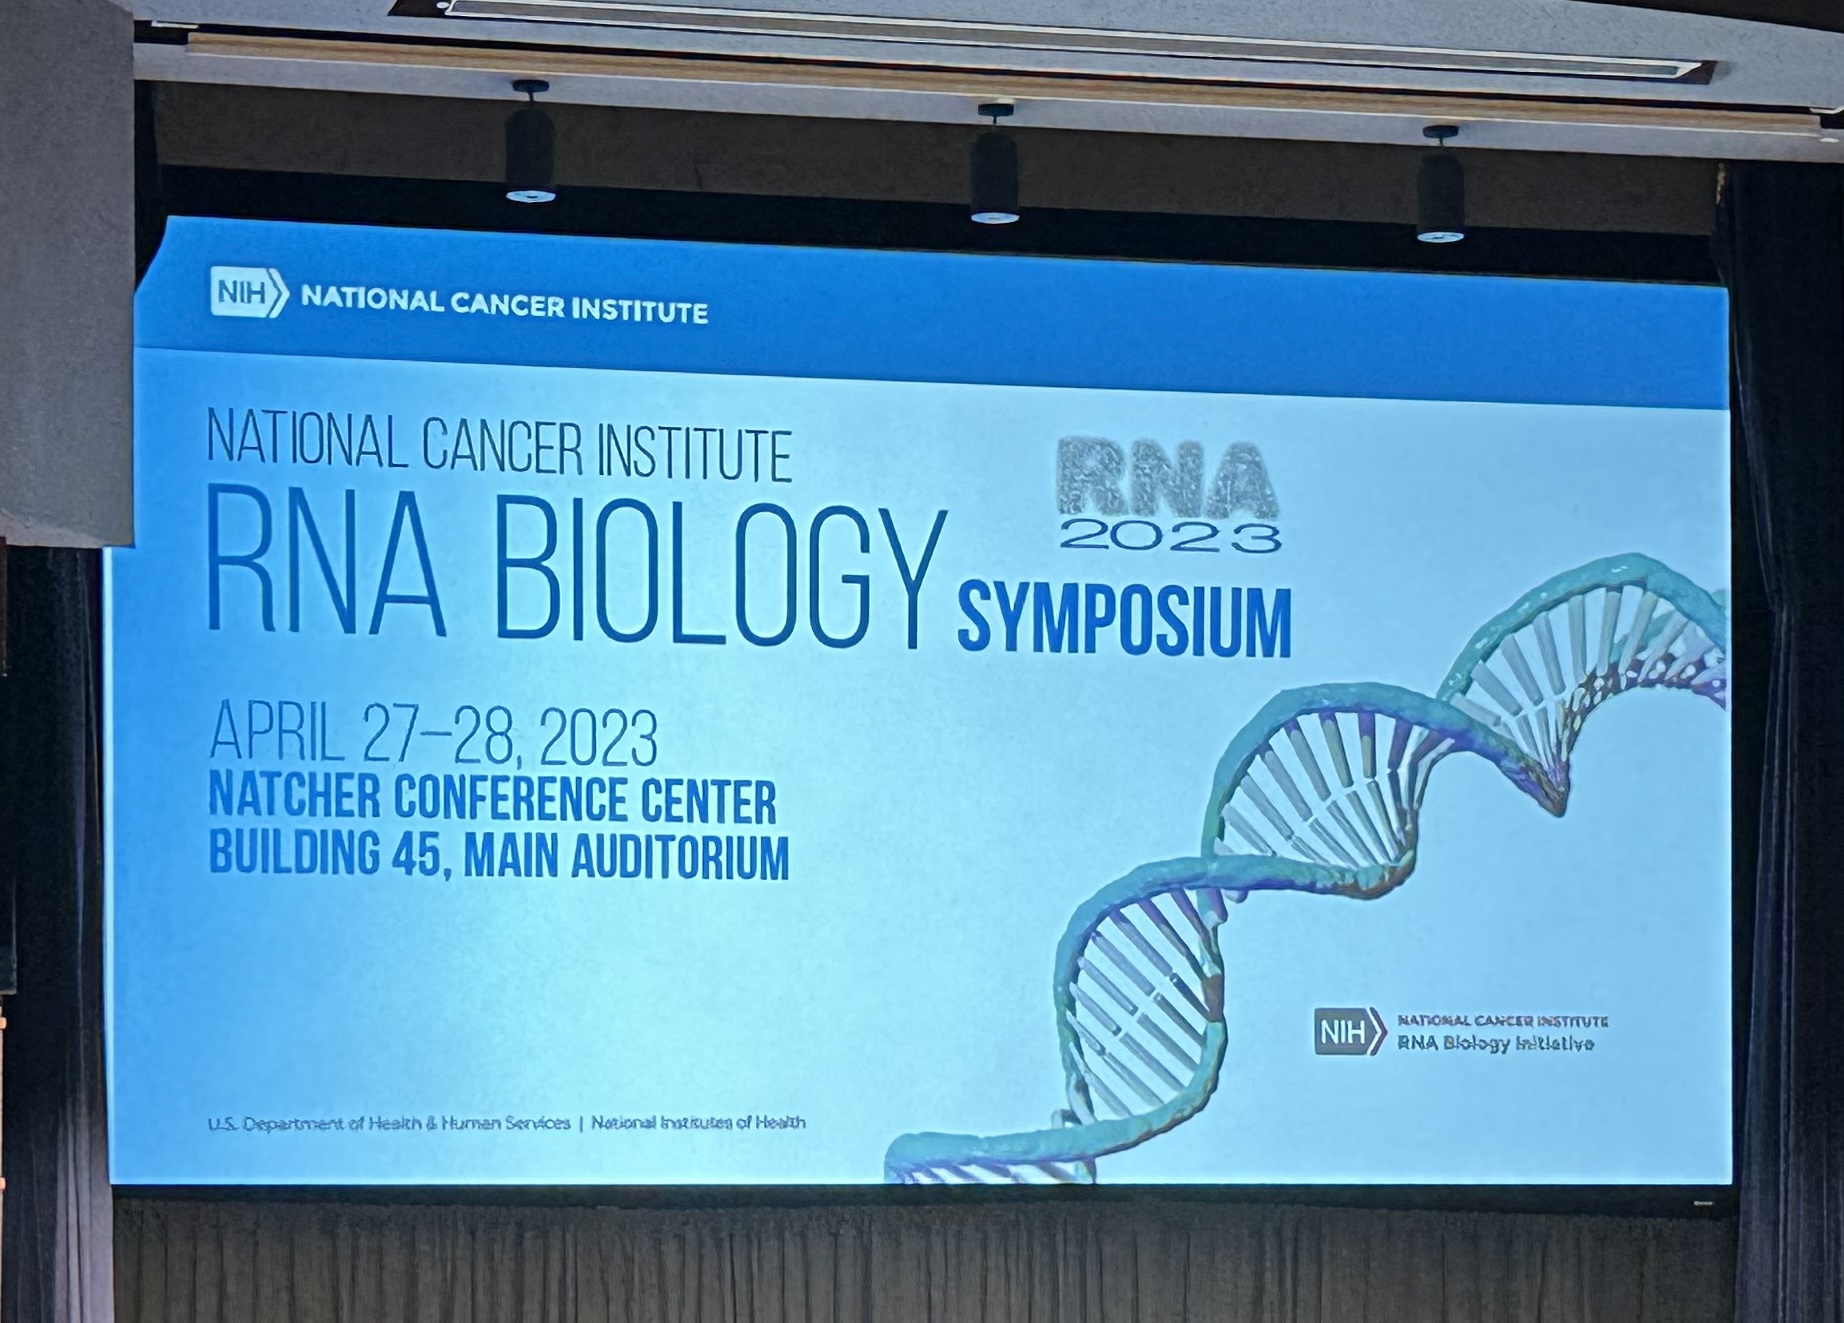 NIH NATIONAL CANCER INSTITUTE
NATIONAL CANCER INSTITUTE
RNA BIOLOGY SYMPOSIUM
RNA
2023
APRIL 27–28, 2023
NATCHER CONFERENCE CENTER
BUILDING 45, MAIN AUDITORIUM
NIH NATIONAL CANCER INSTITUTE
RNA Biology Initiative
U.S. Department of Health & Human Services | National Institutes of Health